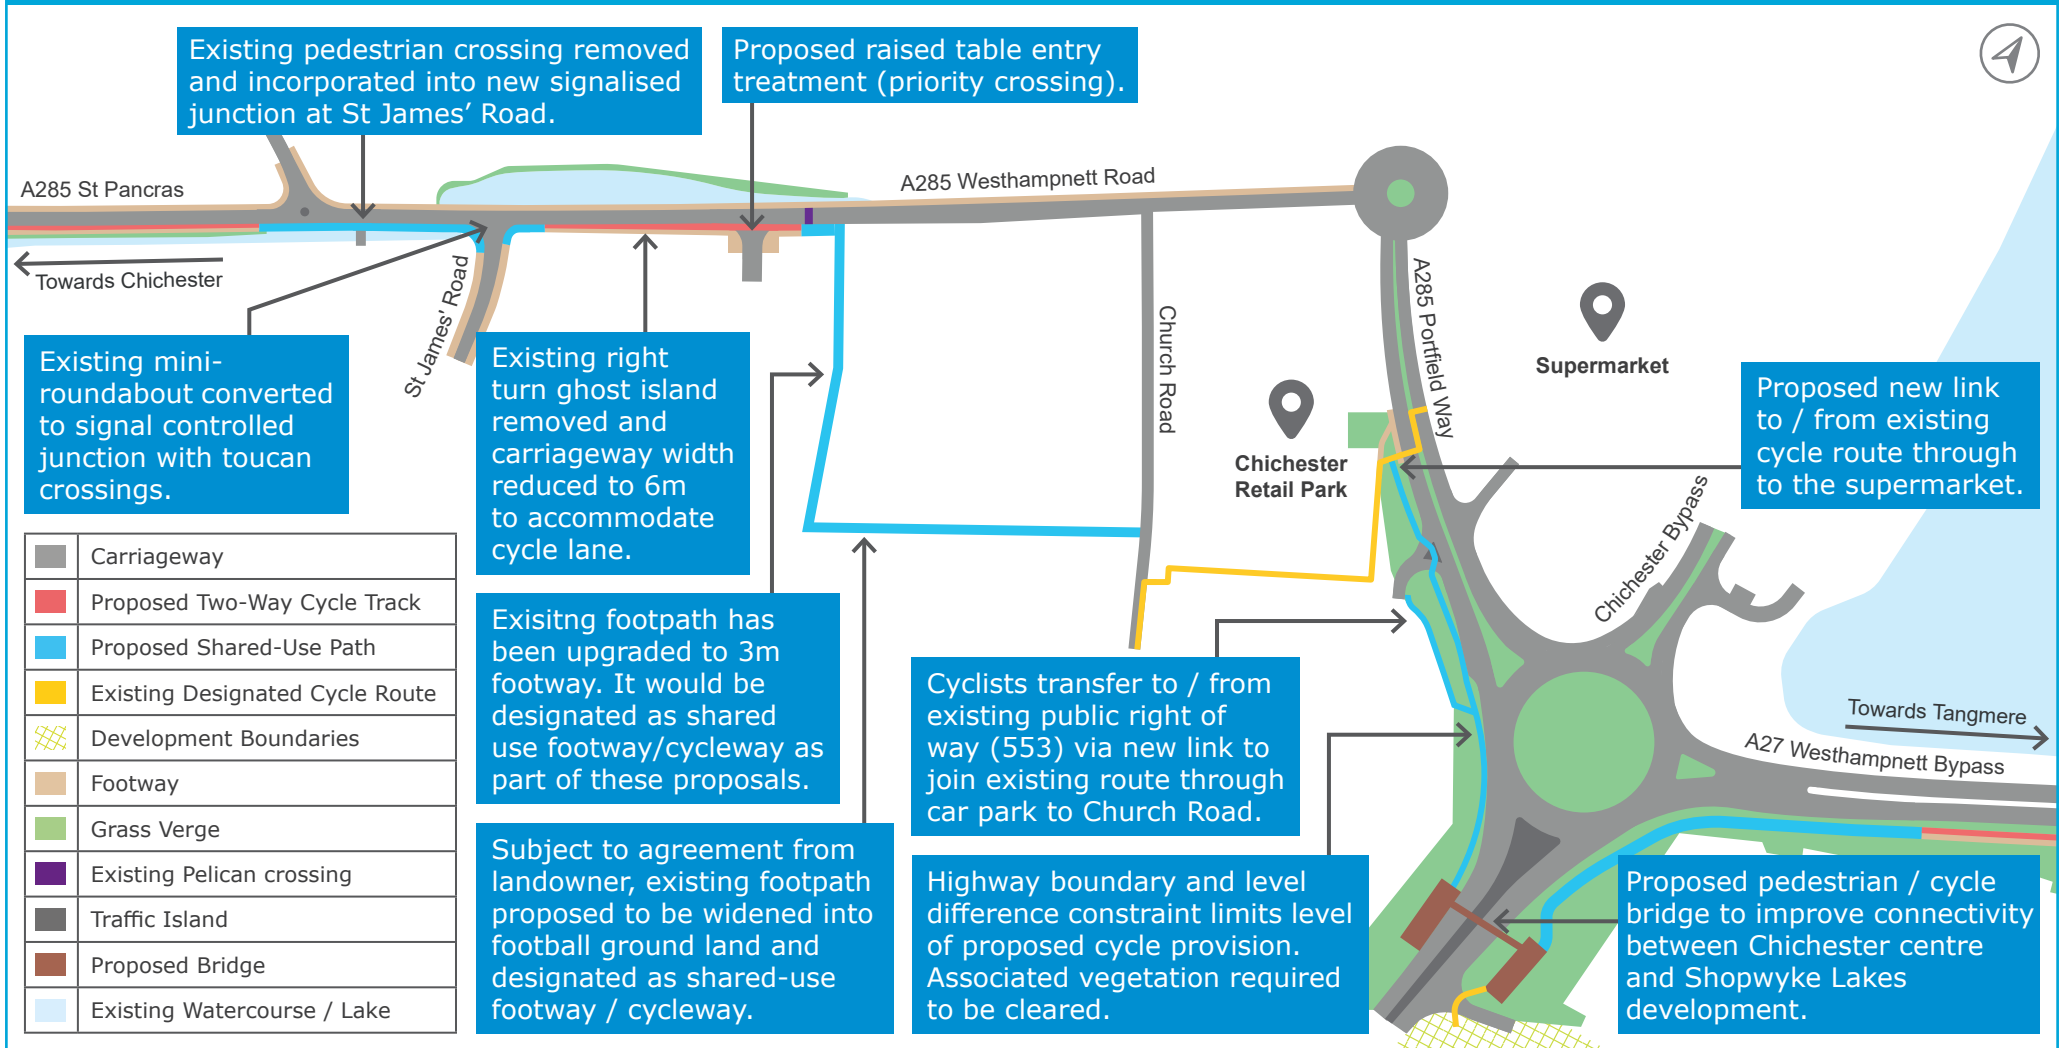 Existing pedestrian crossing removed
and incorporated into new signalised
junction at St James’ Road.
Proposed raised table entry
treatment (priority crossing).
A285 St Pancras
A285 Westhampnett Road
Towards Chichester
St James' Road
Church Road
A285 Portfield Way
Supermarket
Chichester
Retail Park
Chichester Bypass
Towards Tangmere
A27 Westhampnett Bypass
Existing mini-
roundabout converted
to signal controlled
junction with toucan
crossings.
Existing right
turn ghost island
removed and
carriageway width
reduced to 6m
to accommodate
cycle lane.
Proposed new link
to / from existing
cycle route through
to the supermarket.
Carriageway
Proposed Two-Way Cycle Track
Proposed Shared-Use Path
Existing Designated Cycle Route
Development Boundaries
Footway
Grass Verge
Existing Pelican crossing
Traffic Island
Proposed Bridge
Existing Watercourse / Lake
Exisitng footpath has
been upgraded to 3m
footway. It would be
designated as shared
use footway/cycleway as
part of these proposals.
Subject to agreement from
landowner, existing footpath
proposed to be widened into
football ground land and
designated as shared-use
footway / cycleway.
Cyclists transfer to / from
existing public right of
way (553) via new link to
join existing route through
car park to Church Road.
Highway boundary and level
difference constraint limits level
of proposed cycle provision.
Associated vegetation required
to be cleared.
Proposed pedestrian / cycle
bridge to improve connectivity
between Chichester centre
and Shopwyke Lakes
development.